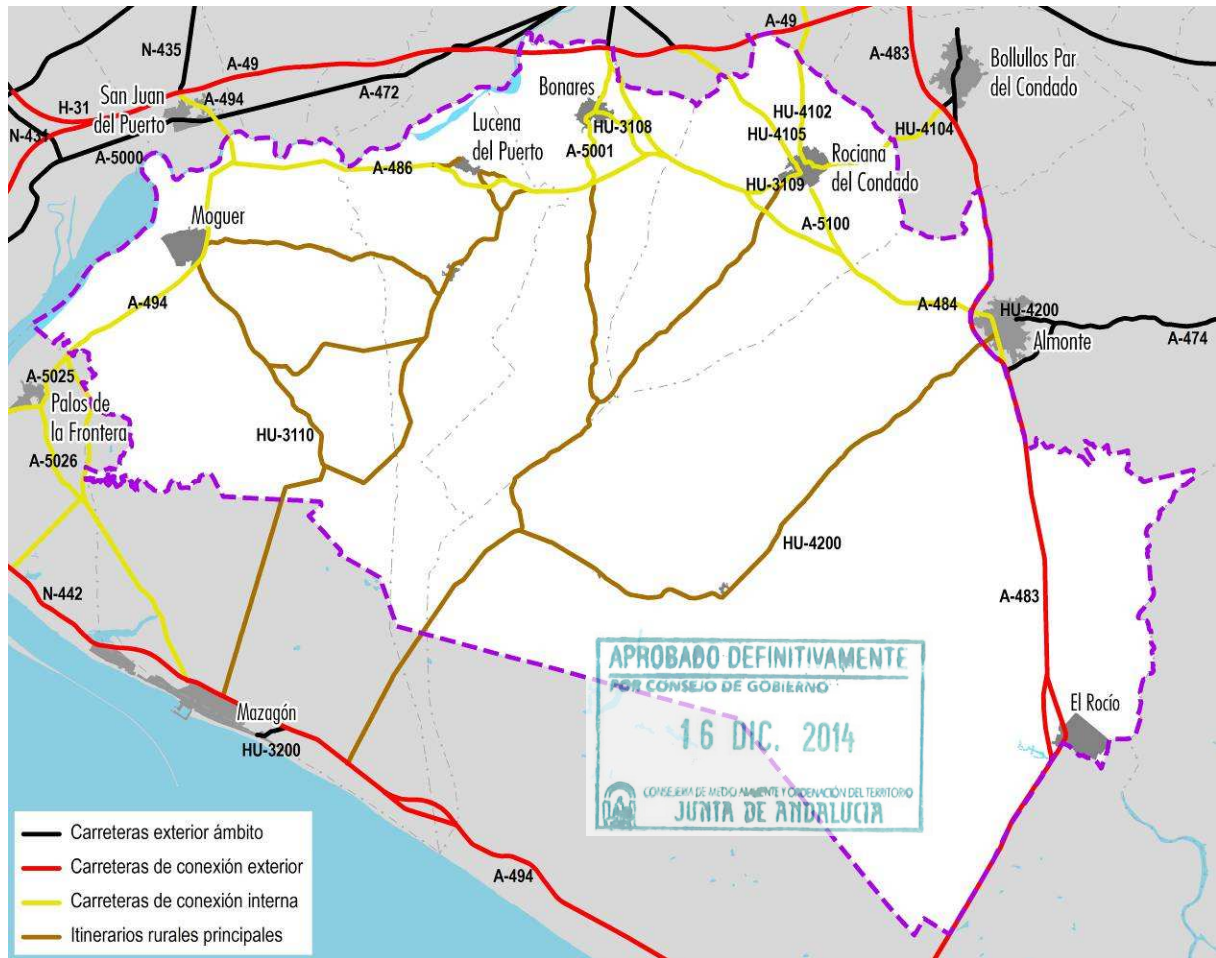 N-435
A-49
A-49
A-483
Bollullos Par
del Condado
San Juan
del Puerto
A-494
A-472
H-31
N-431
A-5000
Bonares
HU-3108
A-5001
HU-4102
HU-4105
HU-4104
Lucena
del Puerto
A-486
Rociana
del Condado
HU-3109
A-5100
Moguer
A-494
A-484
HU-4200
Almonte
A-474
A-5025
Palos de
la Frontera
A-5026
HU-3110
HU-4200
A-483
N-442
Mazagón
HU-3200
El Rocío
A-494
APROBADO DEFINITIVAMENTE
POR CONSEJO DE GOBIERNO
16 DIC. 2014
CONSEJERIA DE MEDIO AMBIENTE Y ORDENACIÓN DEL TERRITORIO
JUNTA DE ANDALUCIA
Carreteras exterior ámbito
Carreteras de conexión exterior
Carreteras de conexión interna
Itinerarios rurales principales